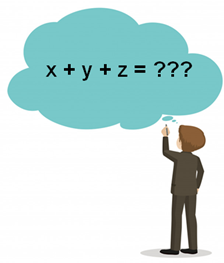 x + y + z = ???